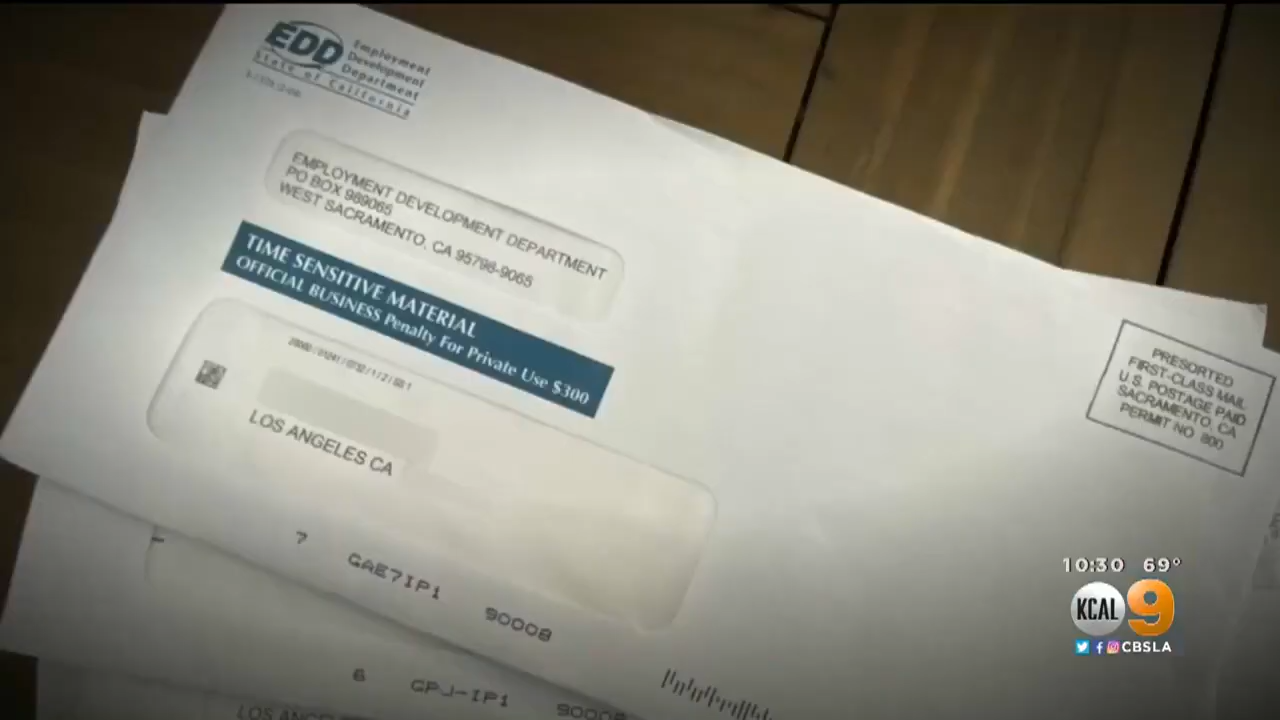 EDD Employment
Development
Department
State of California
EMPLOYMENT DEVELOPMENT DEPARTMENT
PO BOX 989065
WEST SACRAMENTO, CA 95798-9065
TIME SENSITIVE MATERIAL
OFFICIAL BUSINESS Penalty For Private Use $300
LOS ANGELES CA
PRESORTED
FIRST-CLASS MAIL
U.S. POSTAGE PAID
SACRAMENTO, CA
PERMIT NO 800
7 GAE7IP1 90008
6 GPJ-IP1
10:30 69°
KCAL 9
CBSLA